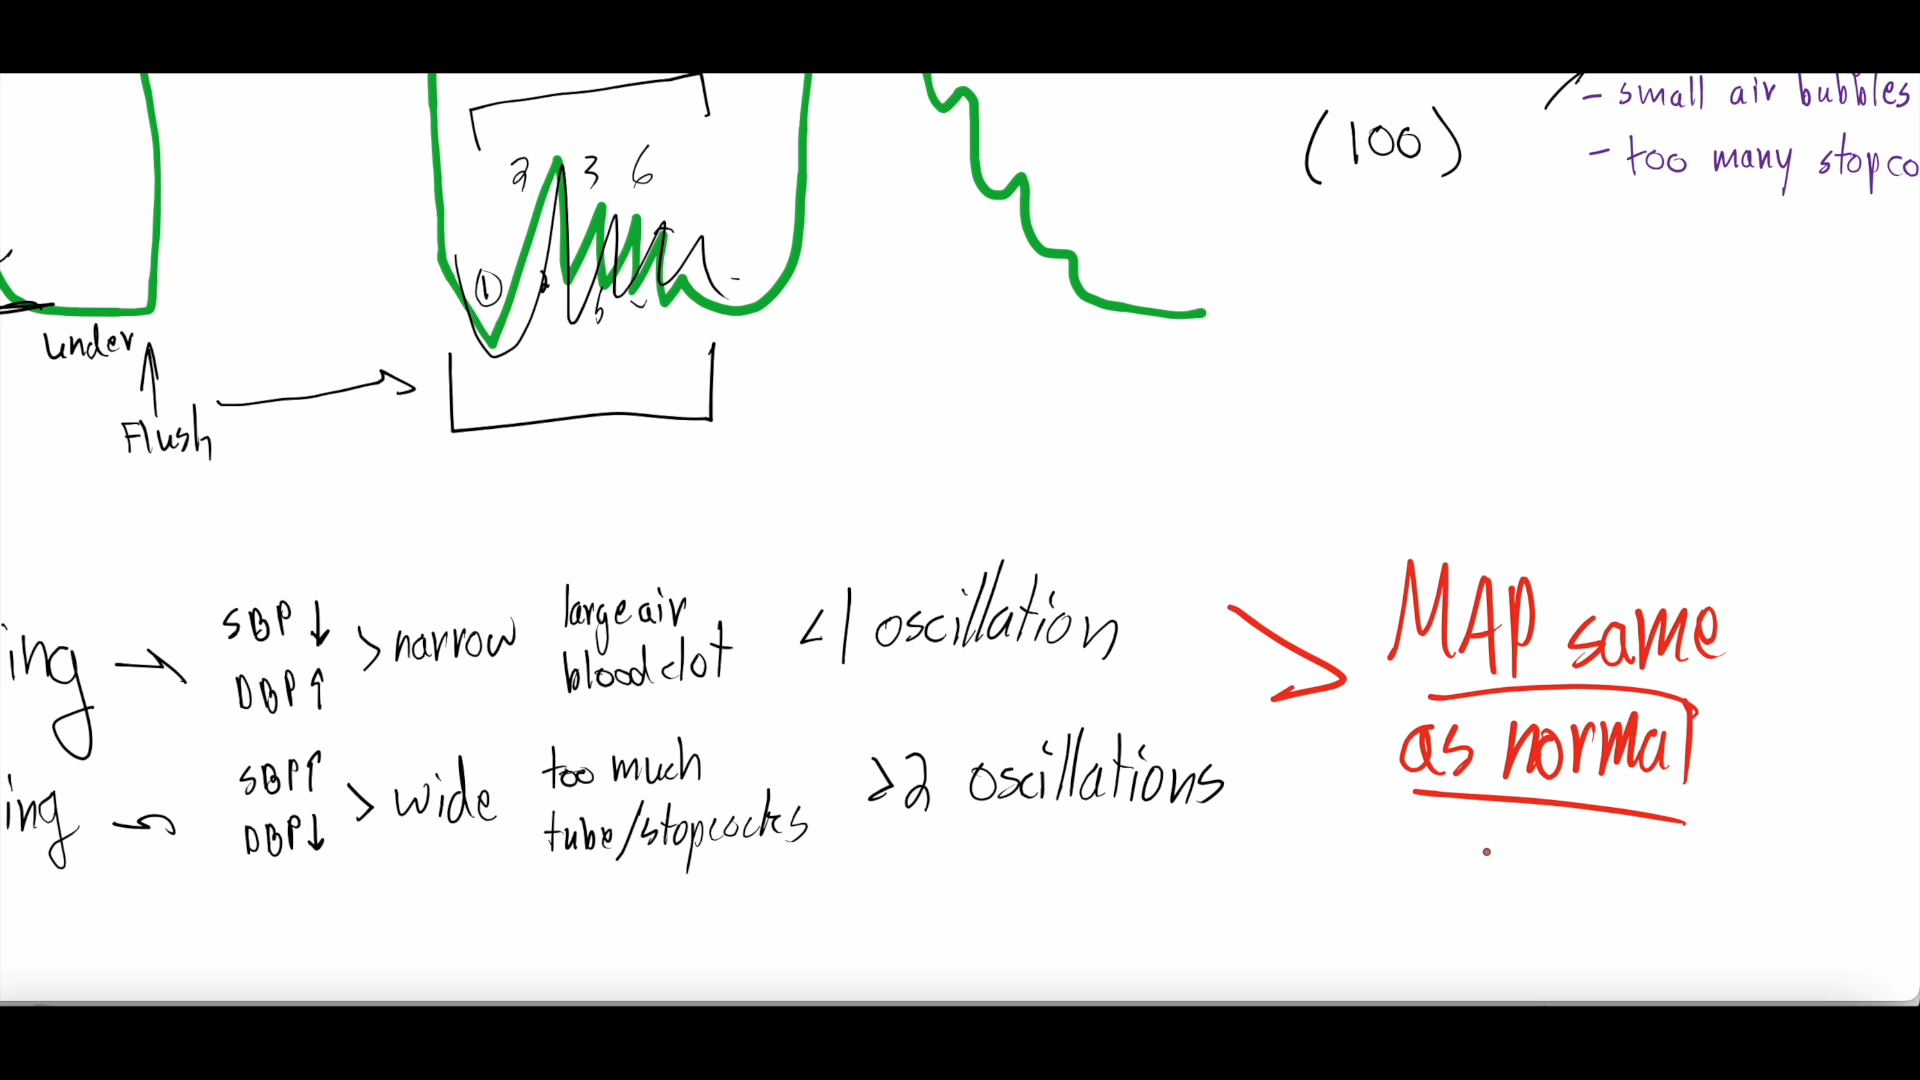 - small air bubbles
(100)
- too many stopco
2 3 6
1
under
Flush
ing → SBP↓ > narrow large air <1 oscillation
DBP↑ blood clot
MAP same
as normal
ing SBP↑ > wide too much >2 oscillations
DBP↓ tube/stopcocks